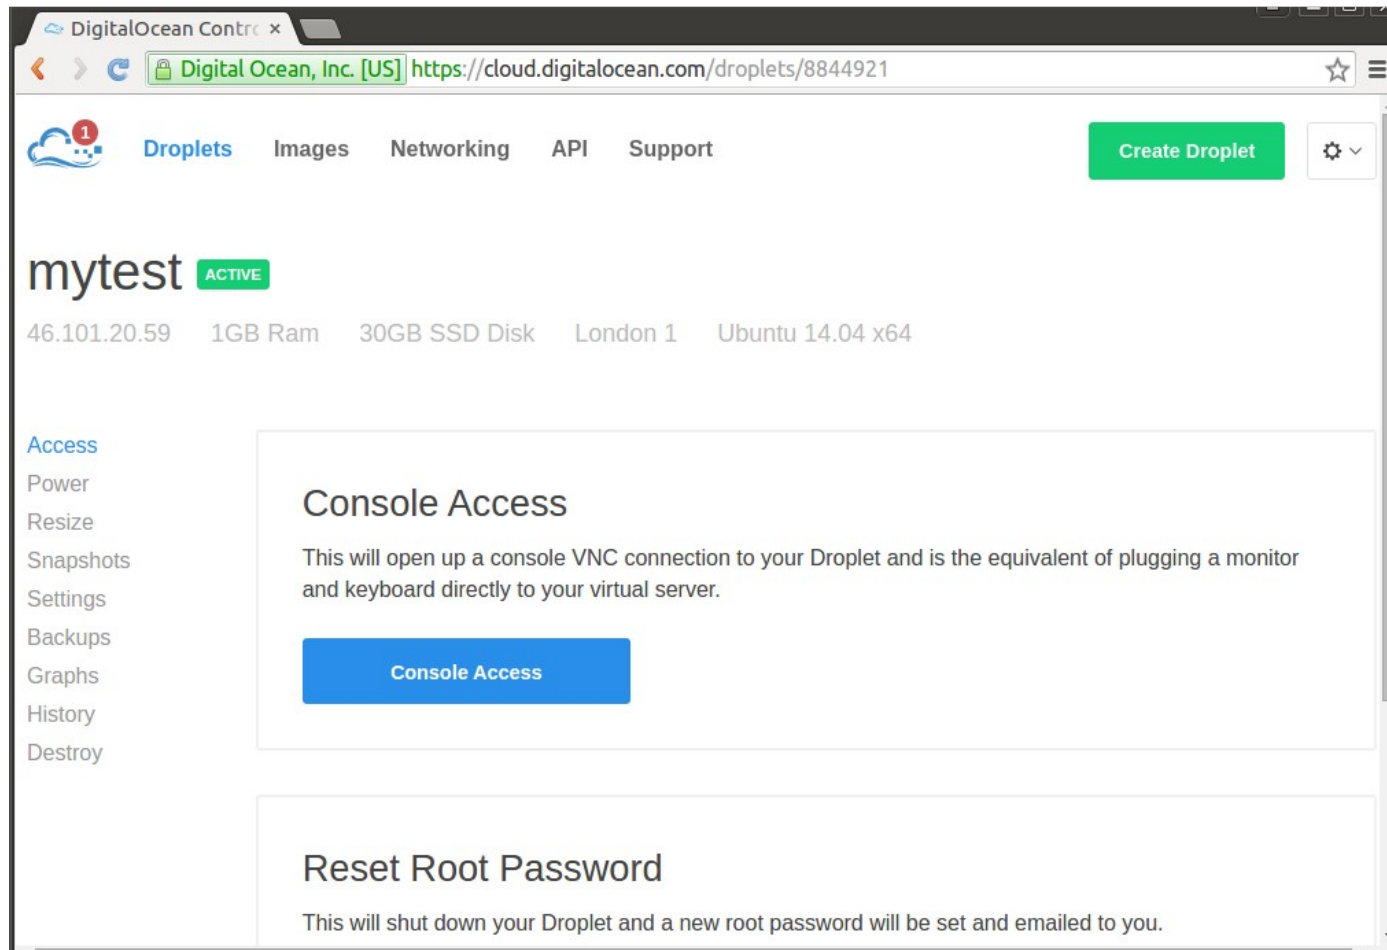 DigitalOcean Contro
Digital Ocean, Inc. [US] https://cloud.digitalocean.com/droplets/8844921
1
Droplets Images Networking API Support Create Droplet
mytest ACTIVE
46.101.20.59 1GB Ram 30GB SSD Disk London 1 Ubuntu 14.04 x64
Access
Power
Resize
Snapshots
Settings
Backups
Graphs
History
Destroy
Console Access
This will open up a console VNC connection to your Droplet and is the equivalent of plugging a monitor
and keyboard directly to your virtual server.
Console Access
Reset Root Password
This will shut down your Droplet and a new root password will be set and emailed to you.